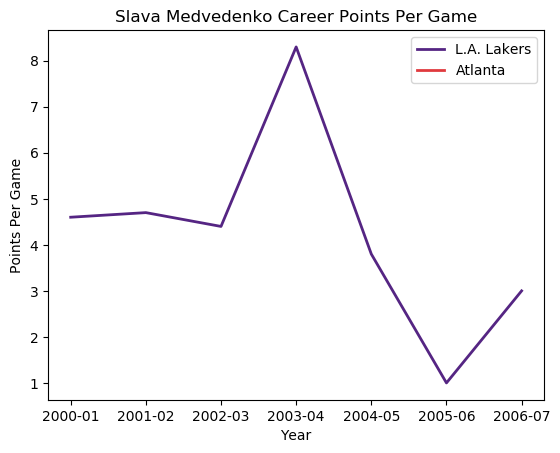 Slava Medvedenko Career Points Per Game
L.A. Lakers
Atlanta
8
7
6
5
4
3
2
1
Points Per Game
2000-01 2001-02 2002-03 2003-04 2004-05 2005-06 2006-07
Year